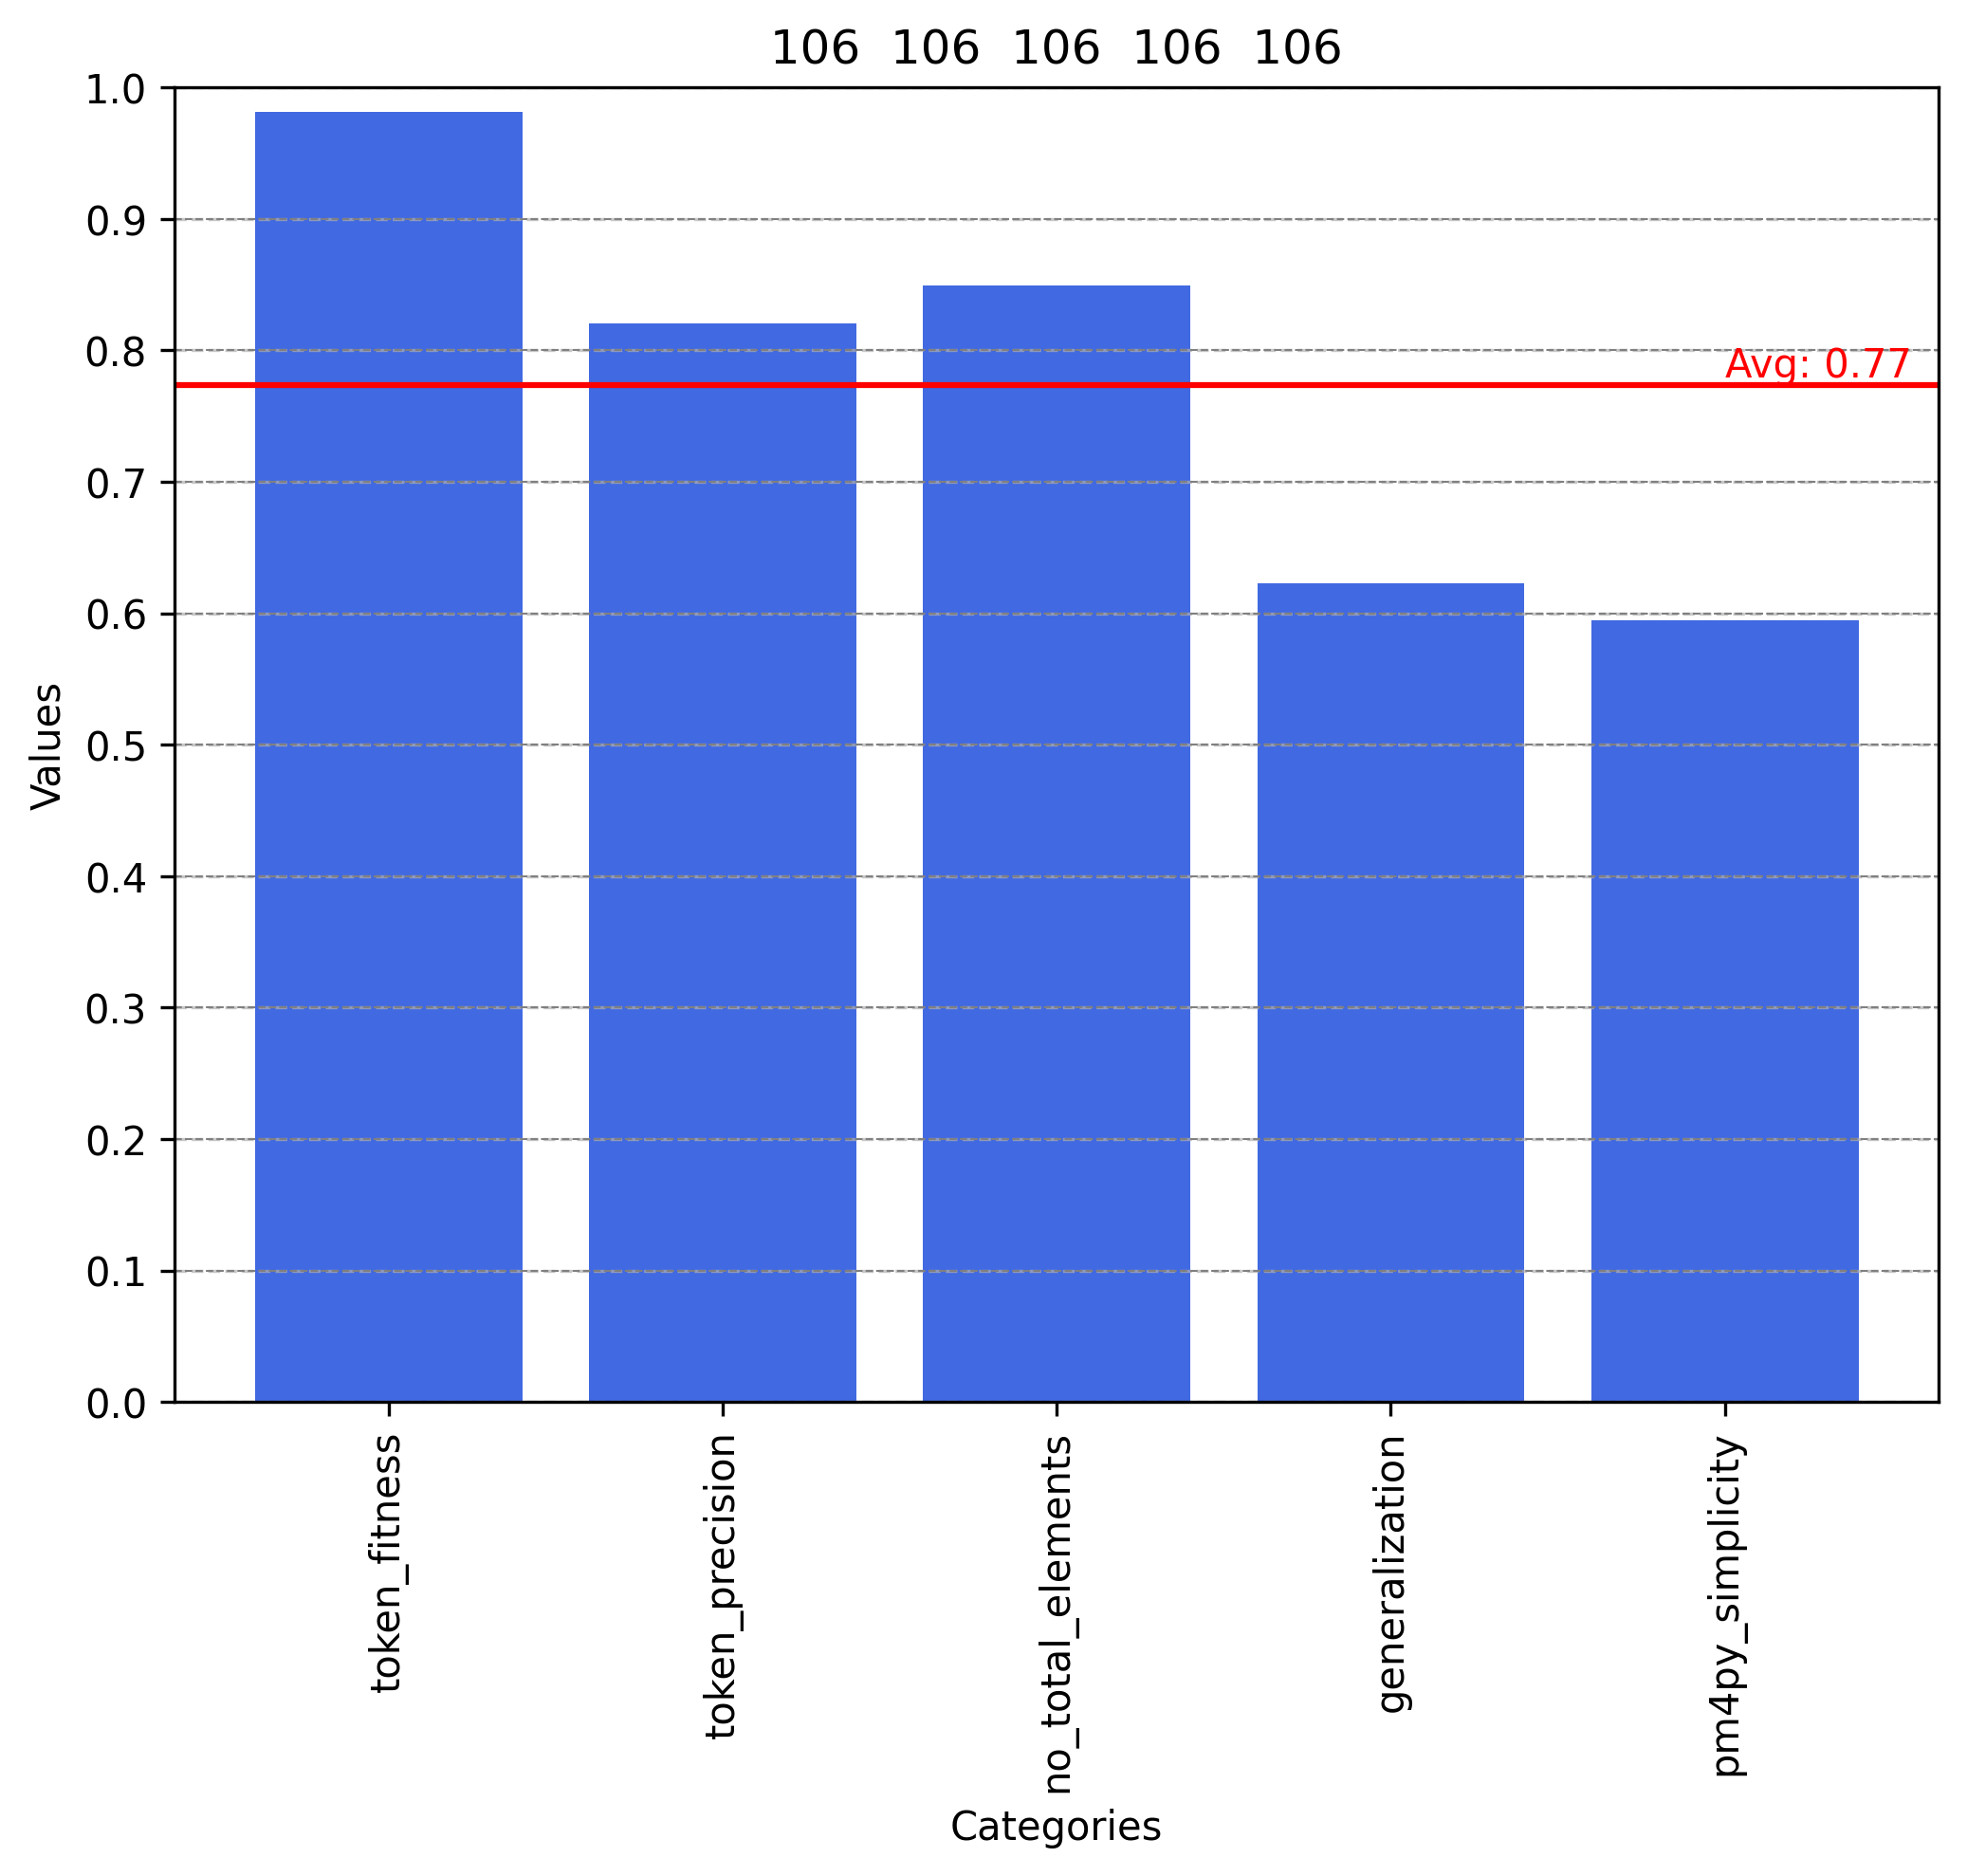 106 106 106 106 106
1.0
0.9
0.8
0.7
0.6
0.5
0.4
0.3
0.2
0.1
0.0
Values
Avg: 0.77
token_fitness
token_precision
no_total_elements
generalization
pm4py_simplicity
Categories